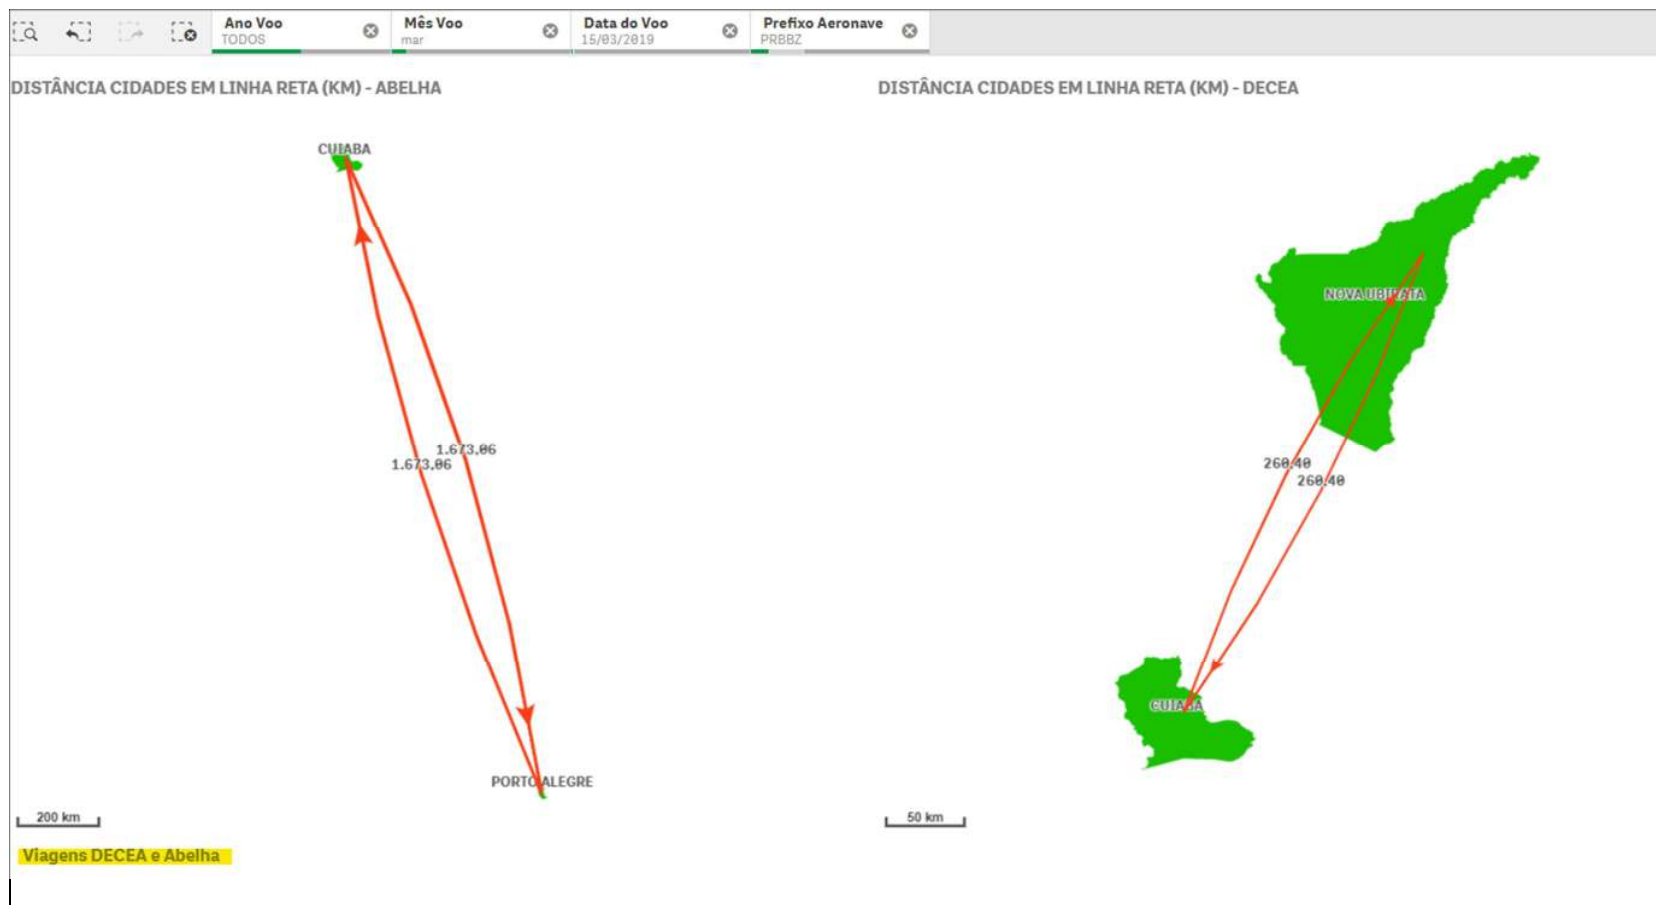 Ano Voo
TODOS
Mês Voo
mar
Data do Voo
15/03/2019
Prefixo Aeronave
PRBBZ
DISTÂNCIA CIDADES EM LINHA RETA (KM) - ABELHA
CUIABA
1.673,06
1.673,06
PORTO ALEGRE
200 km
DISTÂNCIA CIDADES EM LINHA RETA (KM) - DECEA
NOVA UBIRATA
260,40
260,40
CUIABÁ
50 km
Viagens DECEA e Abelha